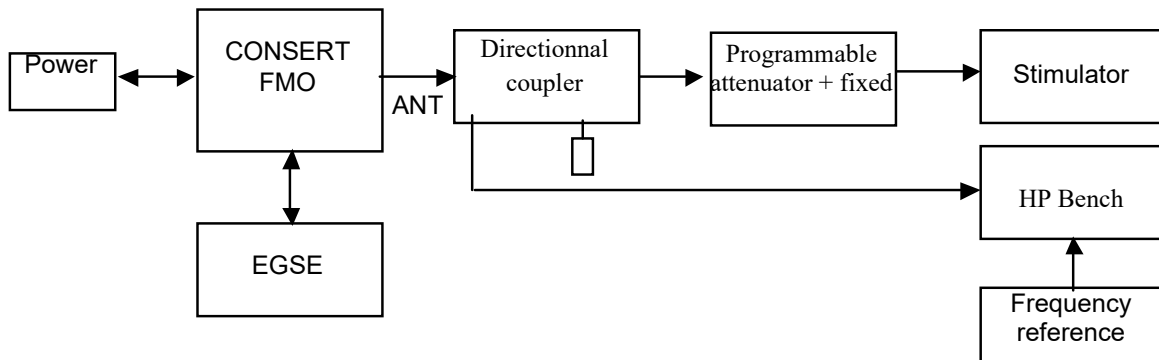 Power
CONSERT
FMO
ANT
Directionnal
coupler
Programmable
attenuator + fixed
Stimulator
HP Bench
EGSE
Frequency
reference